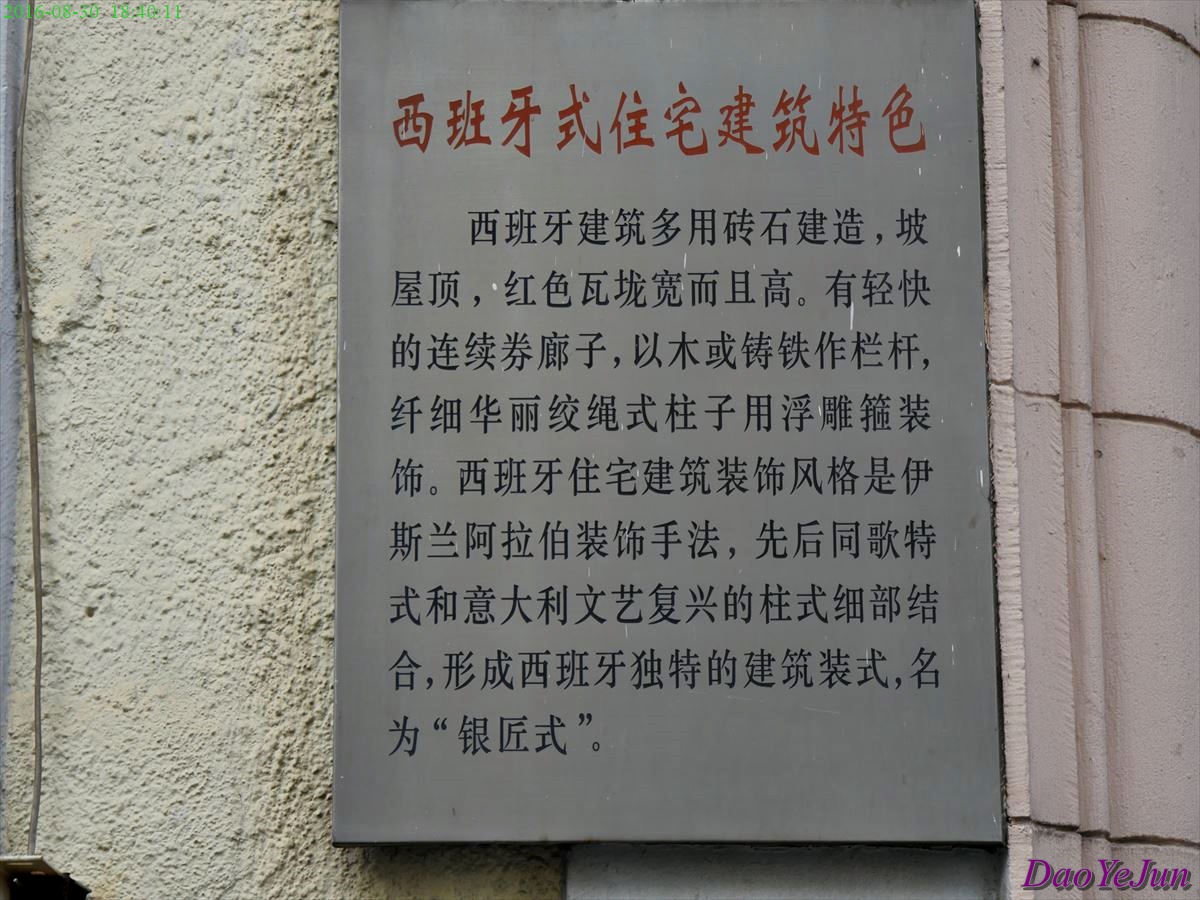 2016-08-30 18:40:11
西班牙式住宅建筑特色
西班牙建筑多用砖石建造，坡
屋顶，红色瓦垅宽而且高。有轻快
的连续券廊子，以木或铸铁作栏杆，
纤细华丽绞绳式柱子用浮雕箍装
饰。西班牙住宅建筑装饰风格是伊
斯兰阿拉伯装饰手法，先后同歌特
式和意大利文艺复兴的柱式细部结
合，形成西班牙独特的建筑装式，名
为“银匠式”。
DaoYeJun